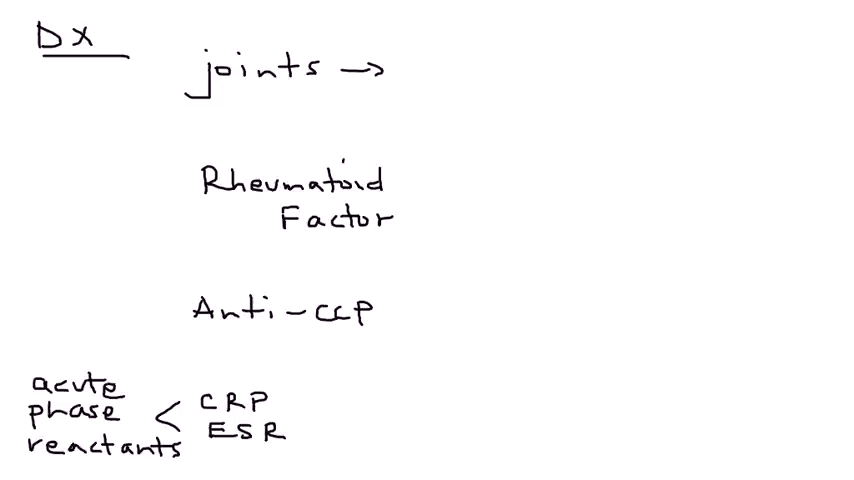 DX
joints →
Rheumatoid
Factor
Anti-CCP
acute
phase <
reactants
CRP
ESR